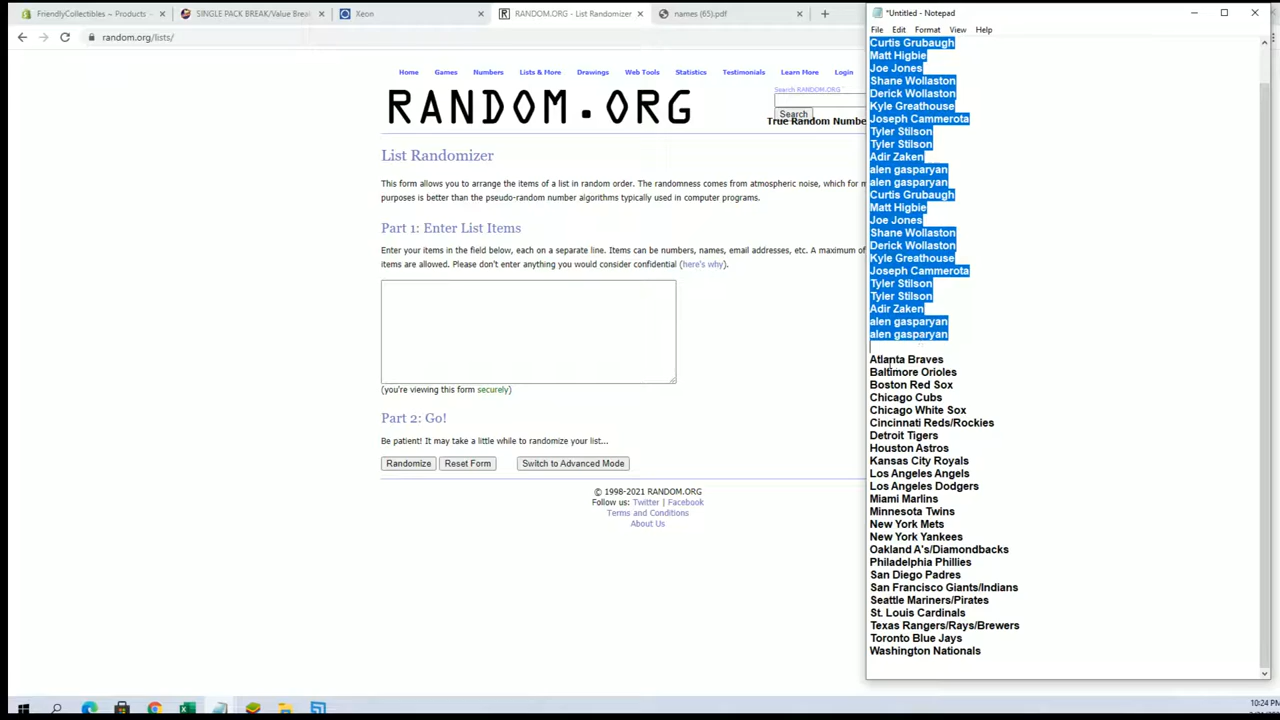 FriendlyCollectibles ~ Products ~
SINGLE PACK BREAK/Value Brea
Xeon
RANDOM.ORG - List Randomizer
names (65).pdf
random.org/lists/
Home Games Numbers Lists & More Drawings Web Tools Statistics Testimonials Learn More Login
RANDOM.ORG
Search RANDOM.ORG
Search
True Random Numbe
List Randomizer
This form allows you to arrange the items of a list in random order. The randomness comes from atmospheric noise, which for m
purposes is better than the pseudo-random number algorithms typically used in computer programs.
Part 1: Enter List Items
Enter your items in the field below, each on a separate line. Items can be numbers, names, email addresses, etc. A maximum of
items are allowed. Please don't enter anything you would consider confidential (here's why).
(you're viewing this form securely)
Part 2: Go!
Be patient! It may take a little while to randomize your list...
Randomize Reset Form Switch to Advanced Mode
© 1998-2021 RANDOM.ORG
Follow us: Twitter | Facebook
Terms and Conditions
About Us
*Untitled - Notepad
File Edit Format View Help
Curtis Grubaugh
Matt Higbie
Joe Jones
Shane Wollaston
Derick Wollaston
Kyle Greathouse
Joseph Cammerota
Tyler Stilson
Tyler Stilson
Adir Zaken
alen gasparyan
alen gasparyan
Curtis Grubaugh
Matt Higbie
Joe Jones
Shane Wollaston
Derick Wollaston
Kyle Greathouse
Joseph Cammerota
Tyler Stilson
Tyler Stilson
Adir Zaken
alen gasparyan
alen gasparyan
Atlanta Braves
Baltimore Orioles
Boston Red Sox
Chicago Cubs
Chicago White Sox
Cincinnati Reds/Rockies
Detroit Tigers
Houston Astros
Kansas City Royals
Los Angeles Angels
Los Angeles Dodgers
Miami Marlins
Minnesota Twins
New York Mets
New York Yankees
Oakland A's/Diamondbacks
Philadelphia Phillies
San Diego Padres
San Francisco Giants/Indians
Seattle Mariners/Pirates
St. Louis Cardinals
Texas Rangers/Rays/Brewers
Toronto Blue Jays
Washington Nationals
10:24 PM